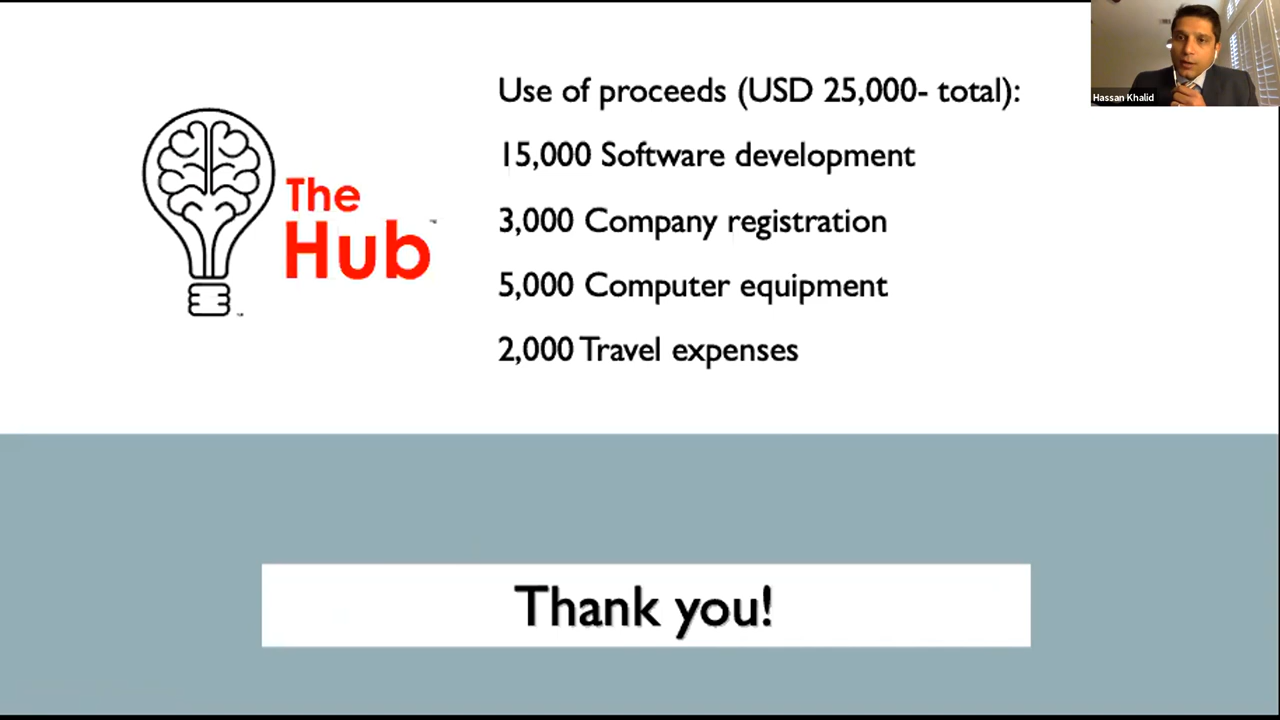 The
Hub
Use of proceeds (USD 25,000- total):
15,000 Software development
3,000 Company registration
5,000 Computer equipment
2,000 Travel expenses
Thank you!
Hassan Khalid